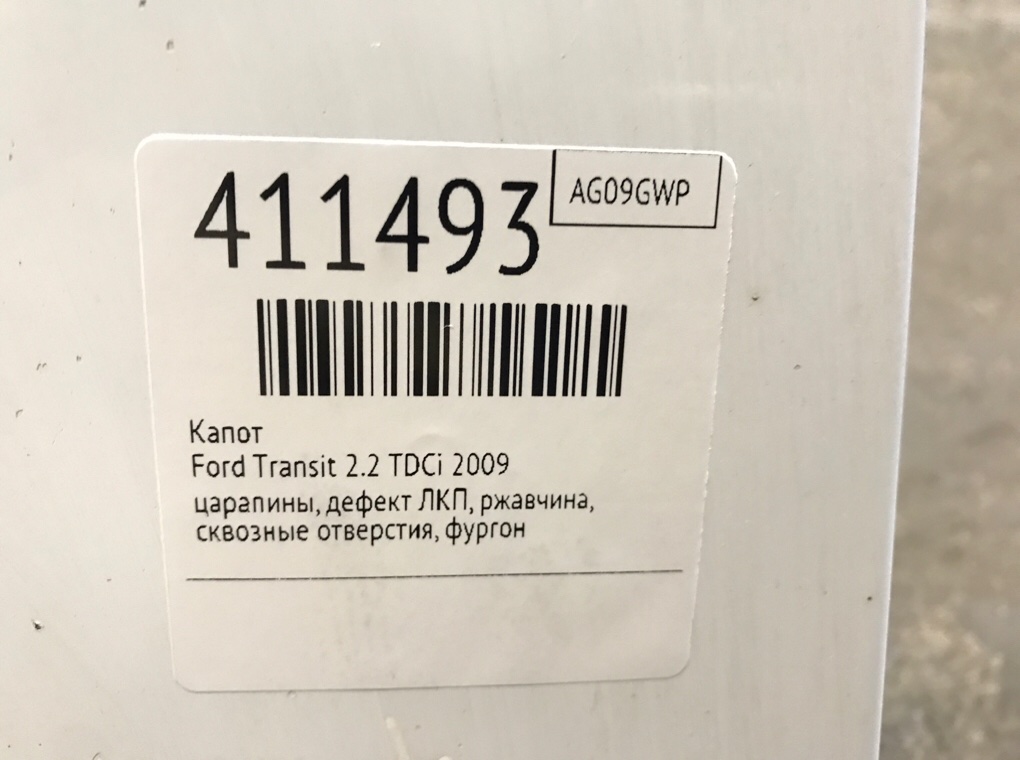 411493
AG09GWP
Капот
Ford Transit 2.2 TDCi 2009
царапины, дефект ЛКП, ржавчина,
сквозные отверстия, фургон